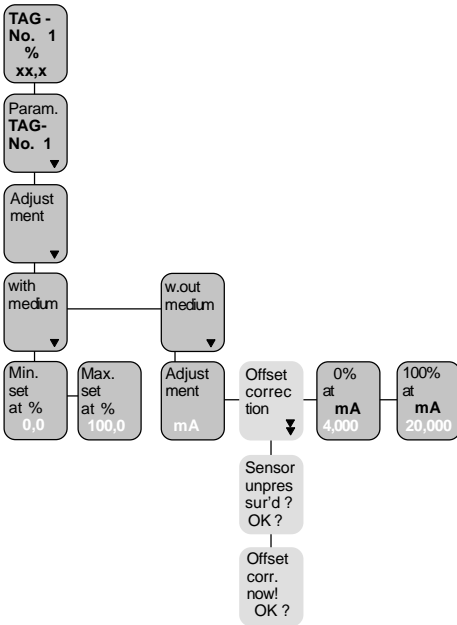 TAG -
No. 1
%
xx,x
Param.
TAG-
No. 1
Adjust
ment
with
medium
w.out
medium
Min.
set
at %
0,0
Max.
set
at %
100,0
Adjust
ment
mA
Offset
correc
tion
0%
at
mA
4,000
100%
at
mA
20,000
Sensor
unpres
sur'd ?
OK ?
Offset
corr.
now!
OK ?